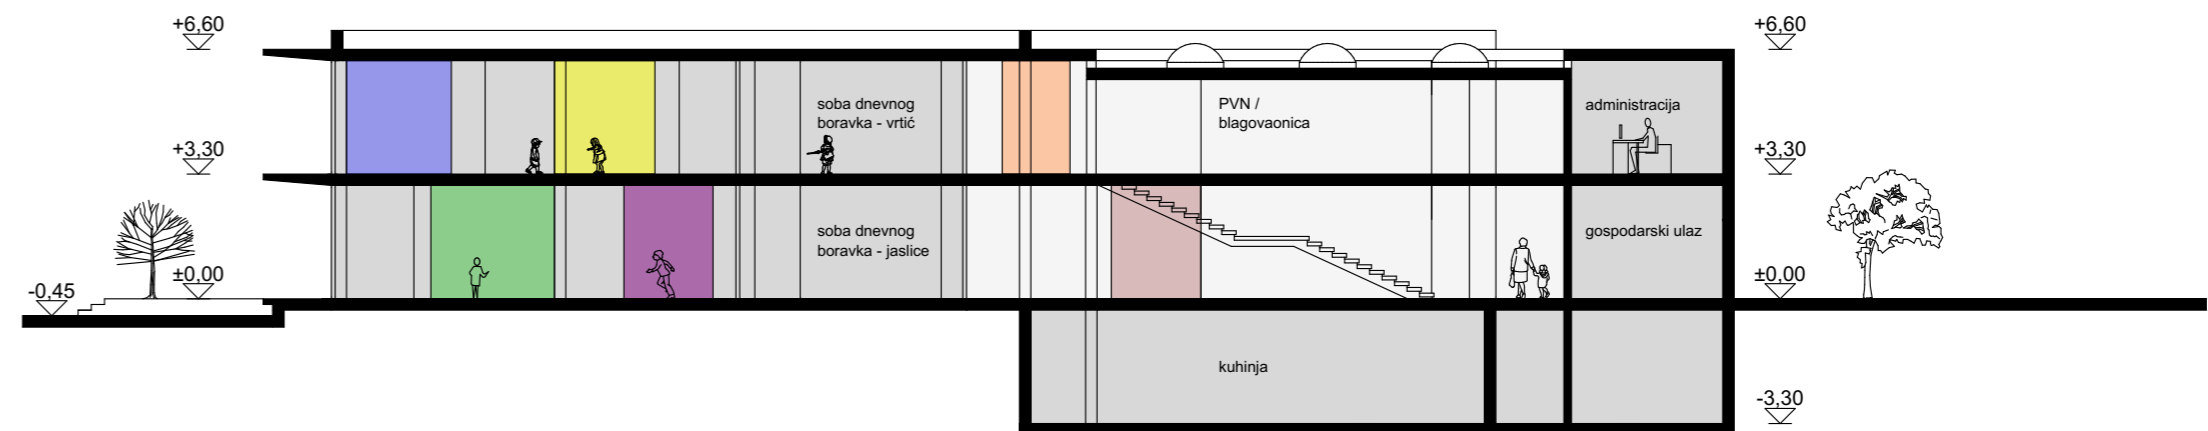 +6,60
+6,60
soba dnevnog
boravka - vrtić
PVN /
blagovaonica
administracija
+3,30
+3,30
soba dnevnog
boravka - jaslice
gospodarski ulaz
-0,45
±0,00
±0,00
kuhinja
-3,30